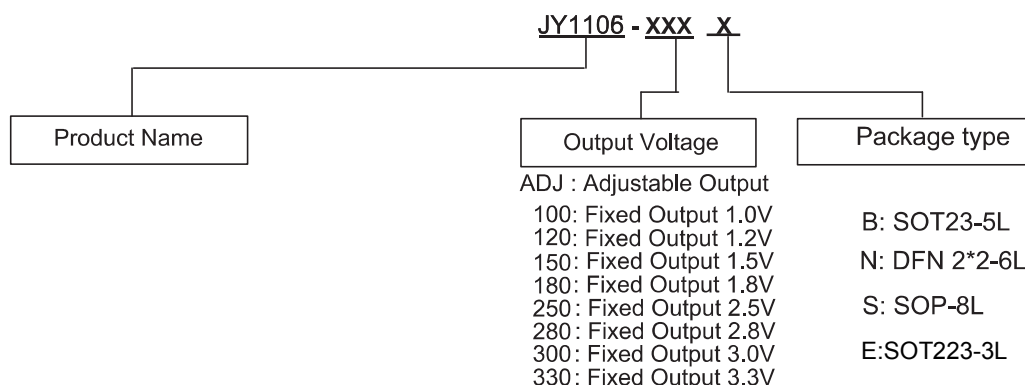 JY1106 - XXX X
Product Name
Output Voltage
Package type
ADJ : Adjustable Output
100: Fixed Output 1.0V
120: Fixed Output 1.2V
150: Fixed Output 1.5V
180: Fixed Output 1.8V
250: Fixed Output 2.5V
280: Fixed Output 2.8V
300: Fixed Output 3.0V
330: Fixed Output 3.3V
B: SOT23-5L
N: DFN 2*2-6L
S: SOP-8L
E:SOT223-3L